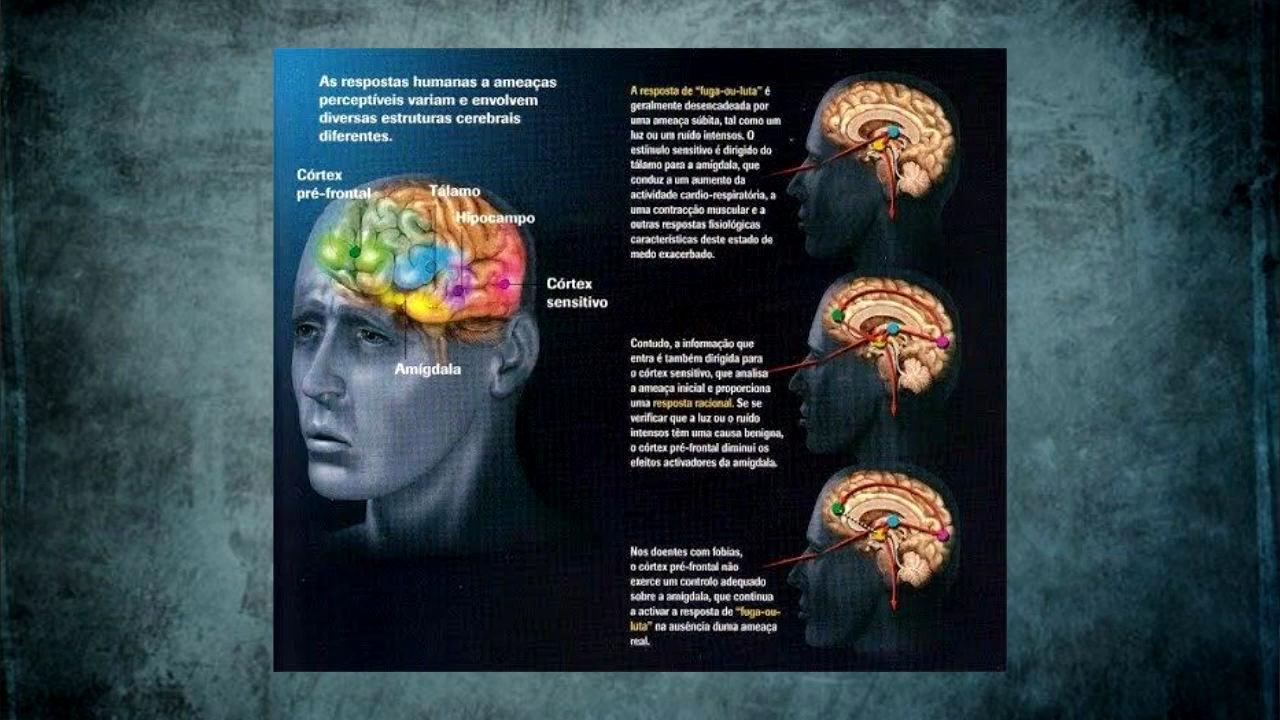 As respostas humanas a ameaças
perceptíveis variam e envolvem
diversas estruturas cerebrais
diferentes.
Córtex
pré-frontal
Tálamo
Hipocampo
Córtex
sensitivo
Amígdala
A resposta de “fuga-ou-luta” é
geralmente desencadeada por
uma ameaça súbita, tal como um
luz ou um ruído intensos. O
estímulo sensitivo é dirigido do
tálamo para a amígdala, que
conduz a um aumento da
actividade cardio-respiratória, a
uma contracção muscular e a
outras respostas fisiológicas
características deste estado de
medo exacerbado.
Contudo, a informação que
entra é também dirigida para
o córtex sensitivo, que analisa
a ameaça inicial e proporciona
uma resposta racional. Se se
verificar que a luz ou o ruído
intensos têm uma causa benigna,
o córtex pré-frontal diminui os
efeitos activadores da amígdala.
Nos doentes com fobias,
o córtex pré-frontal não
exerce um controlo adequado
sobre a amígdala, que continua
a activar a resposta de “fuga-ou-
luta” na ausência duma ameaça
real.